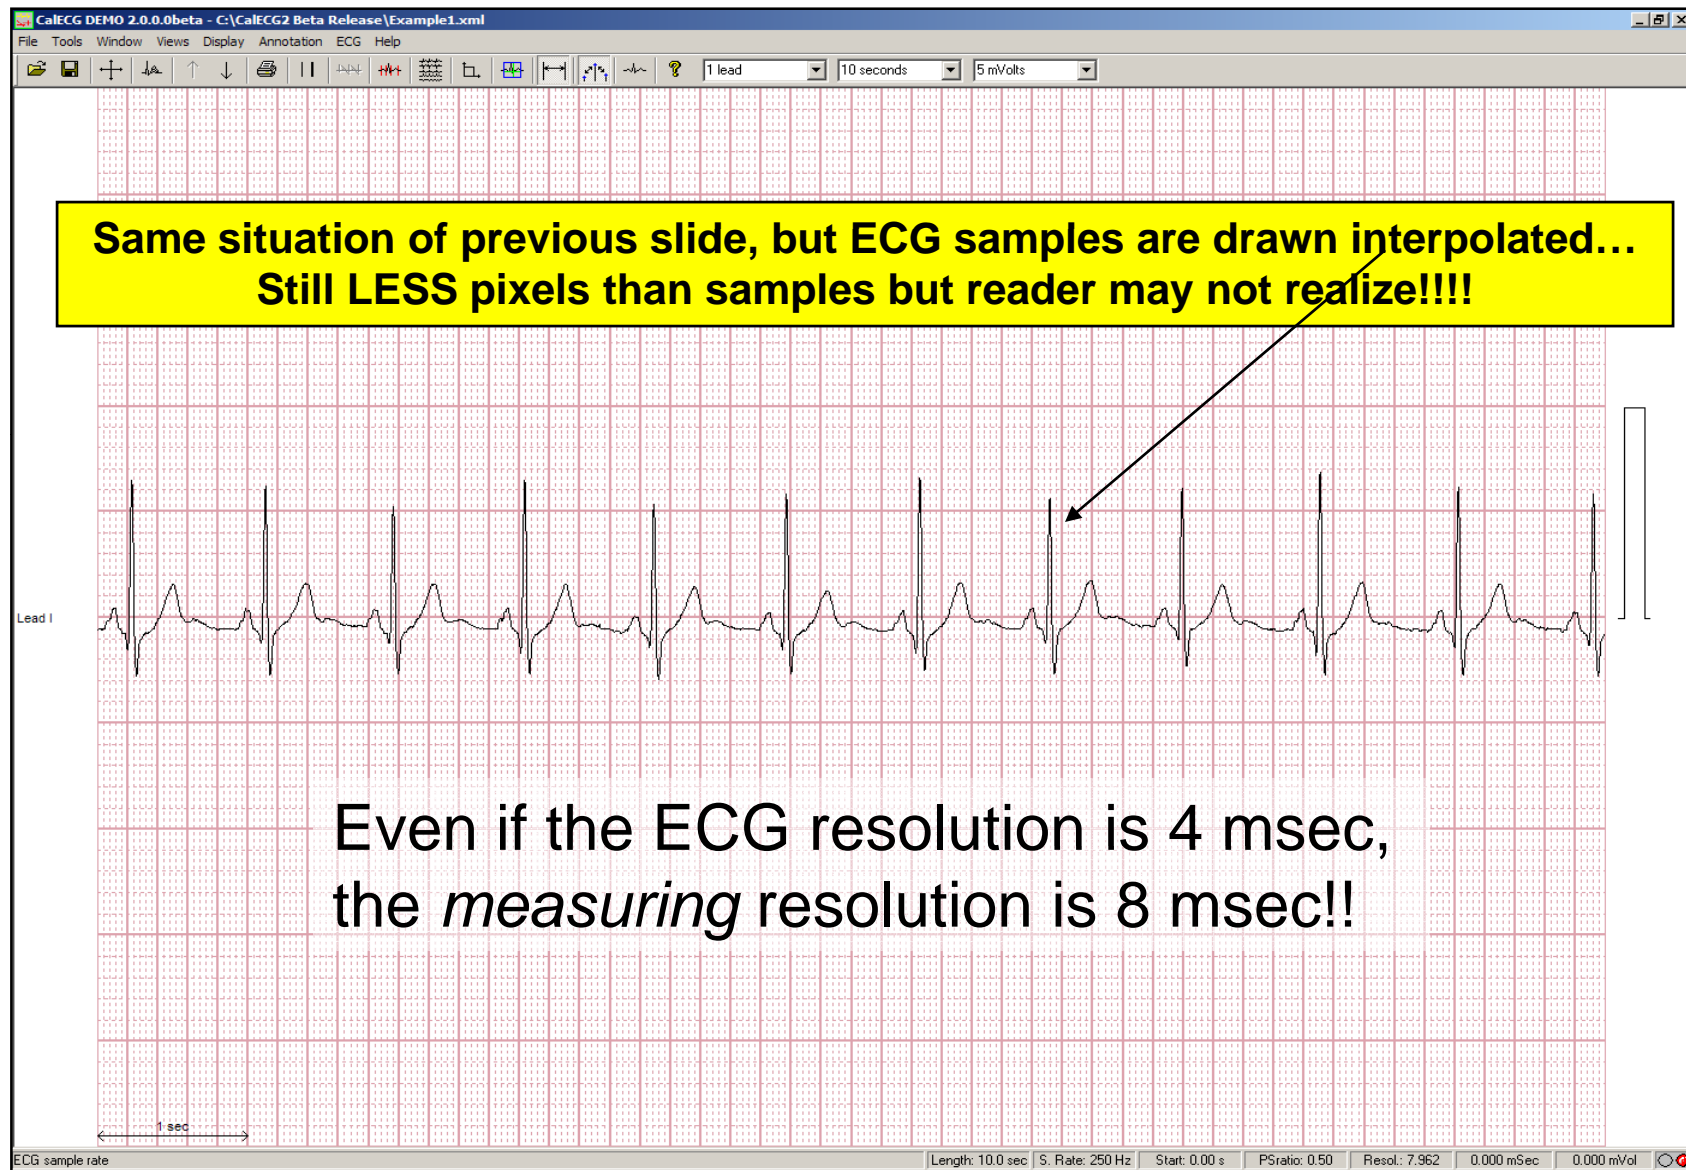 CalECG DEMO 2.0.0.0beta - C:\CalECG2 Beta Release\Example1.xml
File Tools Window Views Display Annotation ECG Help
1 lead 10 seconds 5 mVolts
Same situation of previous slide, but ECG samples are drawn interpolated…
Still LESS pixels than samples but reader may not realize!!!!
Lead I
Even if the ECG resolution is 4 msec,
the measuring resolution is 8 msec!!
1 sec
ECG sample rate Length: 10.0 sec S. Rate: 250 Hz Start: 0.00 s PSratio: 0.50 Resol.: 7.962 0.000 mSec 0.000 mVol